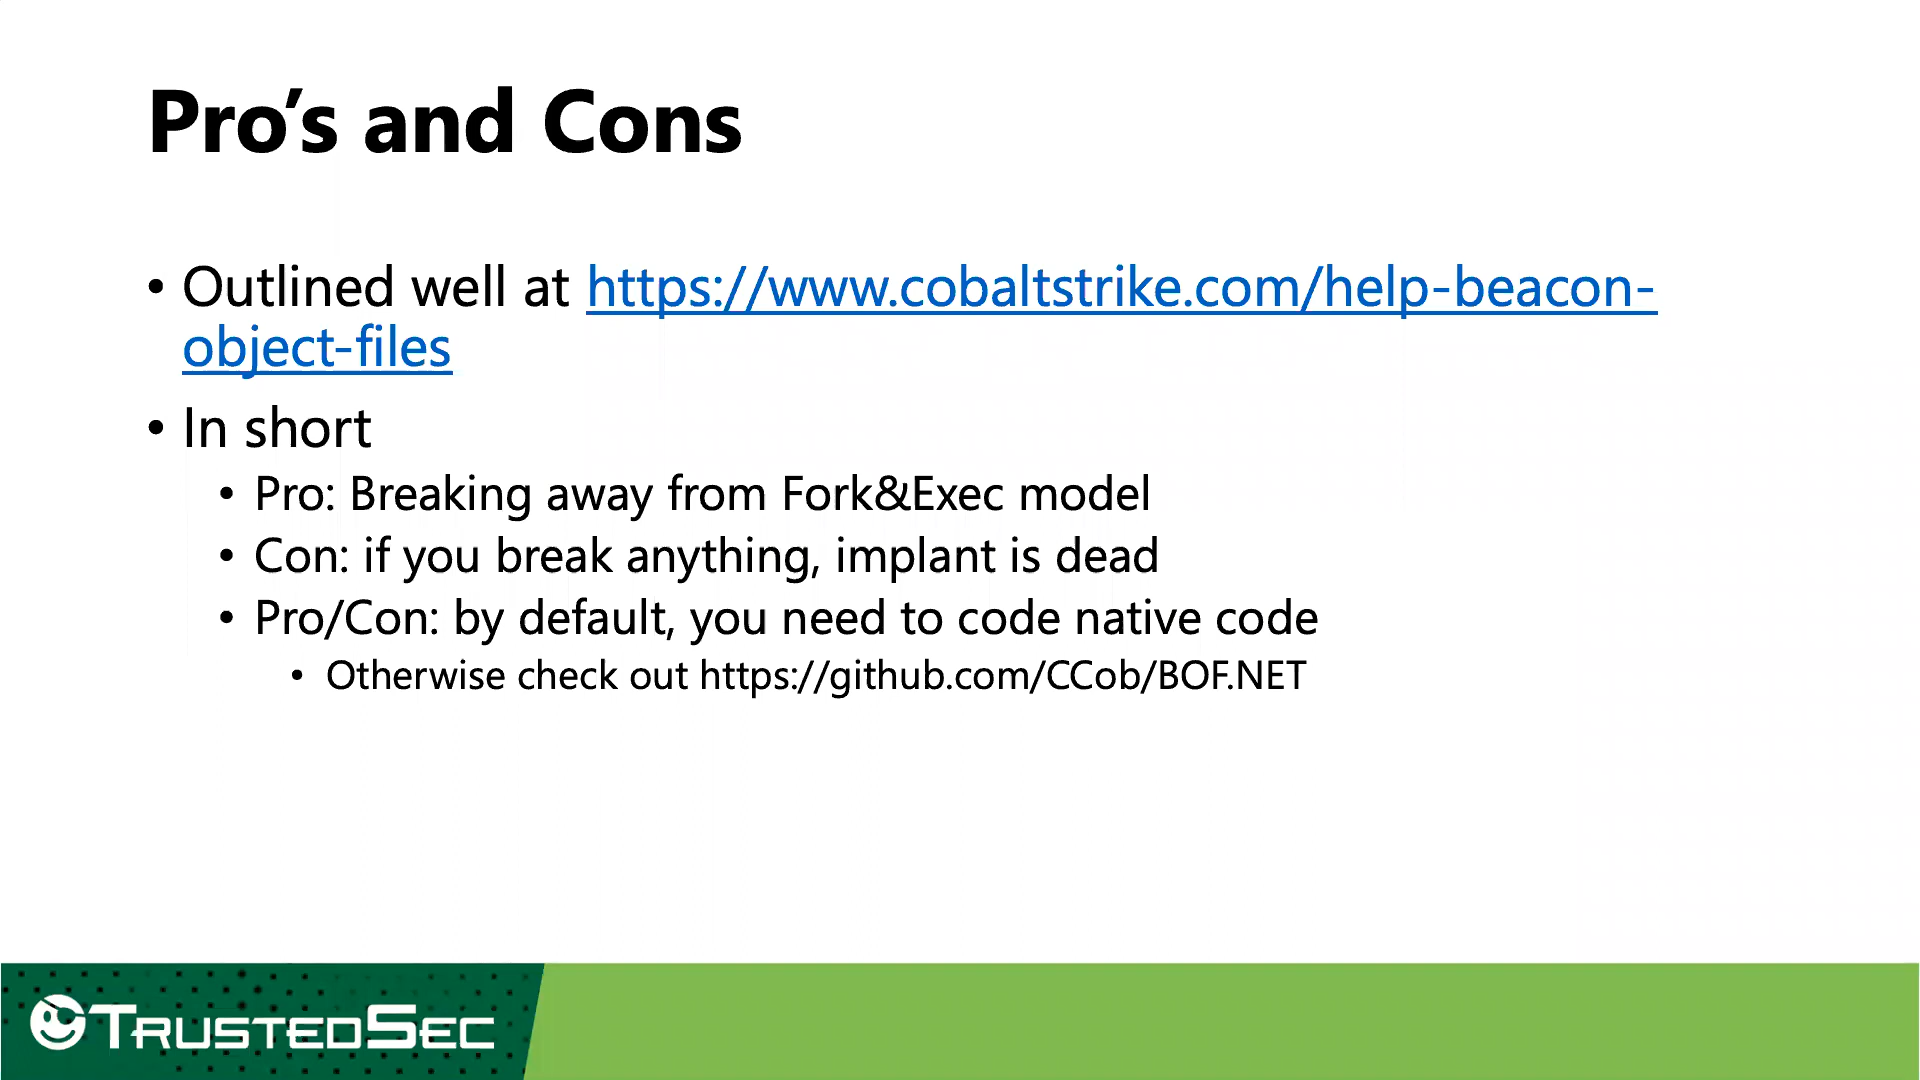 Pro’s and Cons
• Outlined well at https://www.cobaltstrike.com/help-beacon-
object-files
• In short
• Pro: Breaking away from Fork&Exec model
• Con: if you break anything, implant is dead
• Pro/Con: by default, you need to code native code
• Otherwise check out https://github.com/CCob/BOF.NET
TRUSTEDSEC